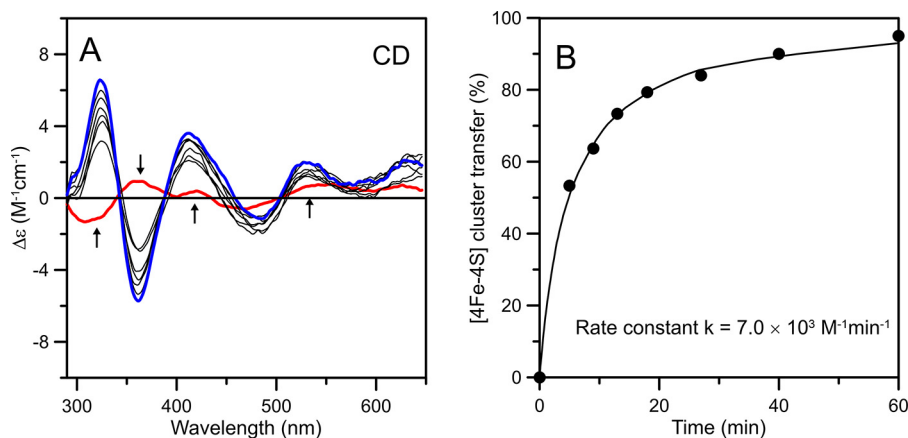 A
CD
8
4
0
-4
-8
Δε (M⁻¹cm⁻¹)
300
400
500
600
Wavelength (nm)
B
100
80
60
40
20
0
[4Fe-4S] cluster transfer (%)
Rate constant k = 7.0 × 10³ M⁻¹min⁻¹
0
20
40
60
Time (min)